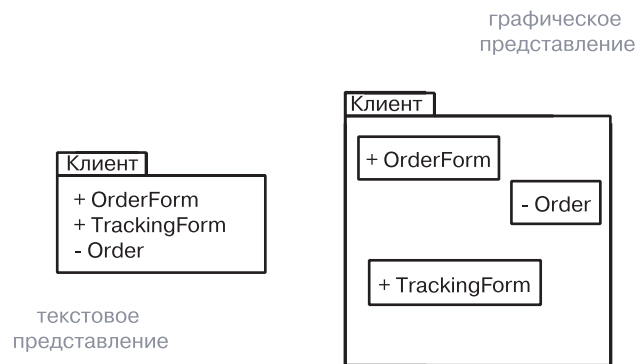 графическое
представление
Клиент
+ OrderForm
- Order
+ TrackingForm
Клиент
+ OrderForm
+ TrackingForm
- Order
текстовое
представление